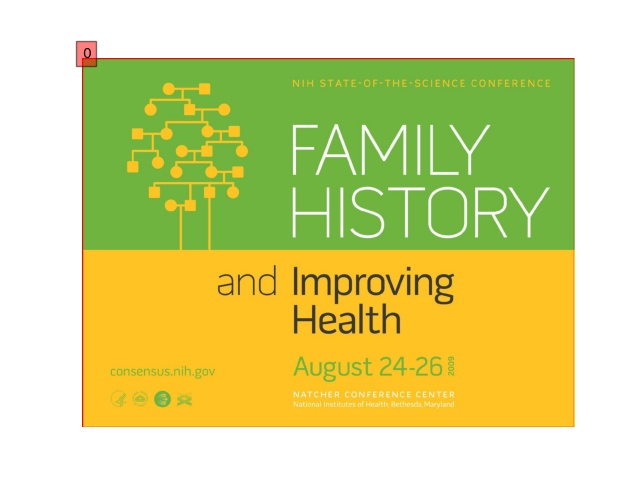 0
NIH STATE-OF-THE-SCIENCE CONFERENCE
FAMILY
HISTORY
and Improving
Health
August 24-26 2009
consensus.nih.gov
NATCHER CONFERENCE CENTER
National Institutes of Health, Bethesda, Maryland